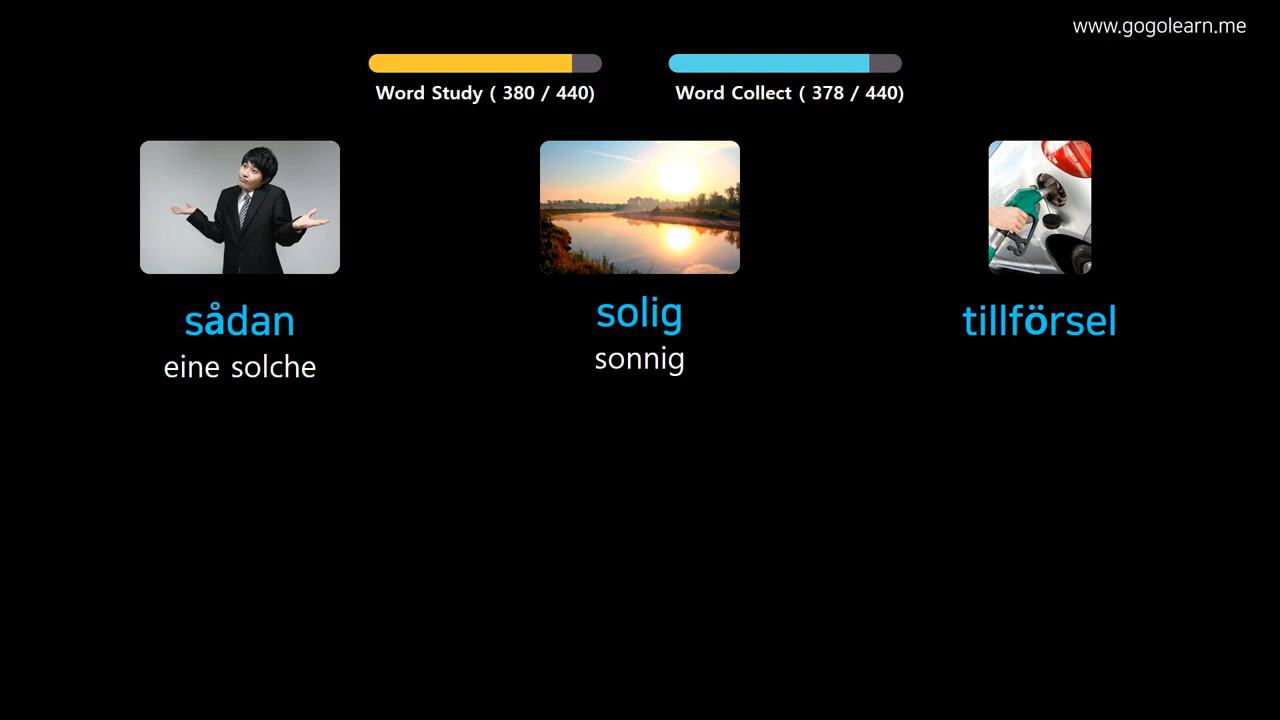 www.gogolearn.me
Word Study ( 380 / 440)
Word Collect ( 378 / 440)
sådan
eine solche
solig
sonnig
tillförsel